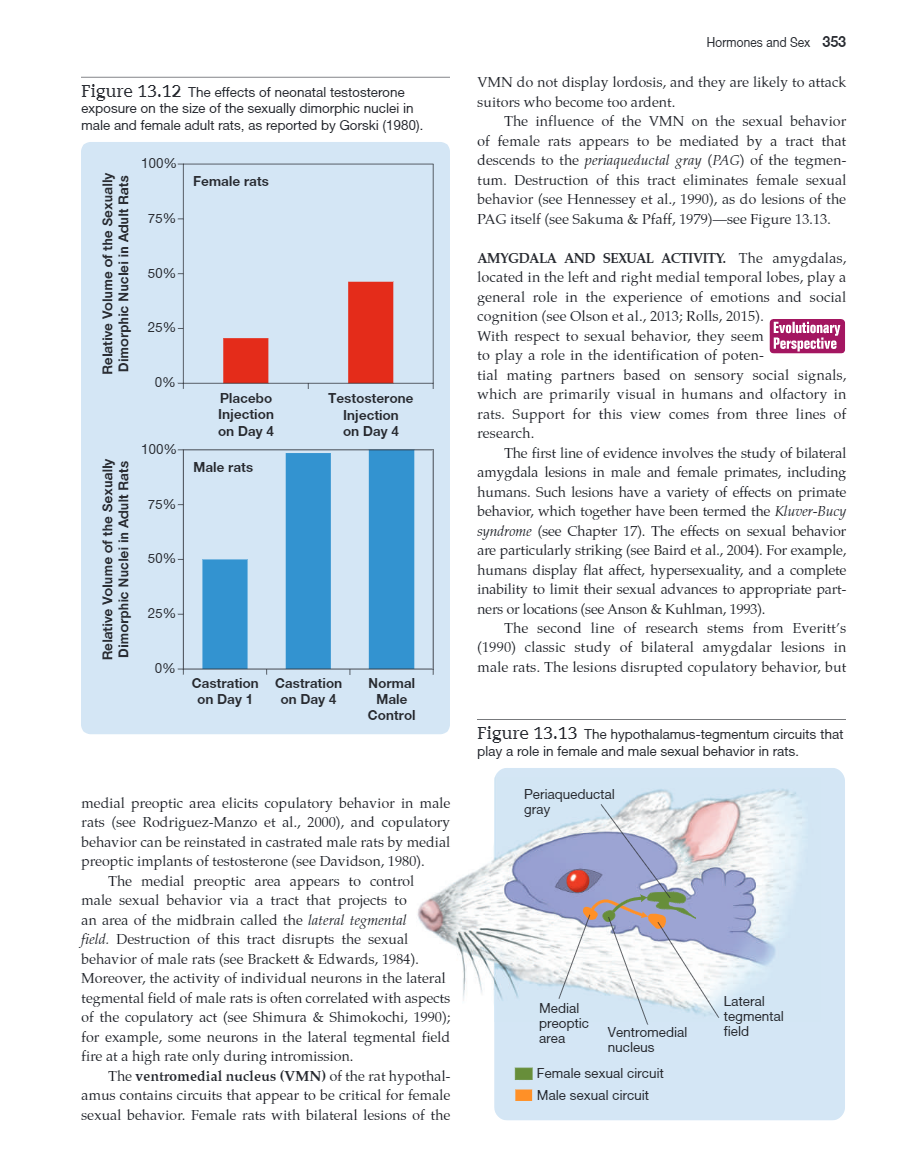 Hormones and Sex 353
Figure 13.12 The effects of neonatal testosterone
exposure on the size of the sexually dimorphic nuclei in
male and female adult rats, as reported by Gorski (1980).
Relative Volume of the Sexually
Dimorphic Nuclei in Adult Rats
100%
75%
50%
25%
0%
Female rats
Placebo
Injection
on Day 4
Testosterone
Injection
on Day 4
Relative Volume of the Sexually
Dimorphic Nuclei in Adult Rats
100%
75%
50%
25%
0%
Male rats
Castration
on Day 1
Castration
on Day 4
Normal
Male
Control
medial preoptic area elicits copulatory behavior in male
rats (see Rodriguez-Manzo et al., 2000), and copulatory
behavior can be reinstated in castrated male rats by medial
preoptic implants of testosterone (see Davidson, 1980).
The medial preoptic area appears to control
male sexual behavior via a tract that projects to
an area of the midbrain called the lateral tegmental
field. Destruction of this tract disrupts the sexual
behavior of male rats (see Brackett & Edwards, 1984).
Moreover, the activity of individual neurons in the lateral
tegmental field of male rats is often correlated with aspects
of the copulatory act (see Shimura & Shimokochi, 1990);
for example, some neurons in the lateral tegmental field
fire at a high rate only during intromission.
The ventromedial nucleus (VMN) of the rat hypothal-
amus contains circuits that appear to be critical for female
sexual behavior. Female rats with bilateral lesions of the
VMN do not display lordosis, and they are likely to attack
suitors who become too ardent.
The influence of the VMN on the sexual behavior
of female rats appears to be mediated by a tract that
descends to the periaqueductal gray (PAG) of the tegmen-
tum. Destruction of this tract eliminates female sexual
behavior (see Hennessey et al., 1990), as do lesions of the
PAG itself (see Sakuma & Pfaff, 1979)—see Figure 13.13.
AMYGDALA AND SEXUAL ACTIVITY. The amygdalas,
located in the left and right medial temporal lobes, play a
general role in the experience of emotions and social
cognition (see Olson et al., 2013; Rolls, 2015).
With respect to sexual behavior, they seem
to play a role in the identification of poten-
tial mating partners based on sensory social signals,
which are primarily visual in humans and olfactory in
rats. Support for this view comes from three lines of
research.
Evolutionary
Perspective
The first line of evidence involves the study of bilateral
amygdala lesions in male and female primates, including
humans. Such lesions have a variety of effects on primate
behavior, which together have been termed the Kluver-Bucy
syndrome (see Chapter 17). The effects on sexual behavior
are particularly striking (see Baird et al., 2004). For example,
humans display flat affect, hypersexuality, and a complete
inability to limit their sexual advances to appropriate part-
ners or locations (see Anson & Kuhlman, 1993).
The second line of research stems from Everitt's
(1990) classic study of bilateral amygdalar lesions in
male rats. The lesions disrupted copulatory behavior, but
Figure 13.13 The hypothalamus-tegmentum circuits that
play a role in female and male sexual behavior in rats.
Periaqueductal
gray
Medial
preoptic
area
Ventromedial
nucleus
Lateral
tegmental
field
Female sexual circuit
Male sexual circuit